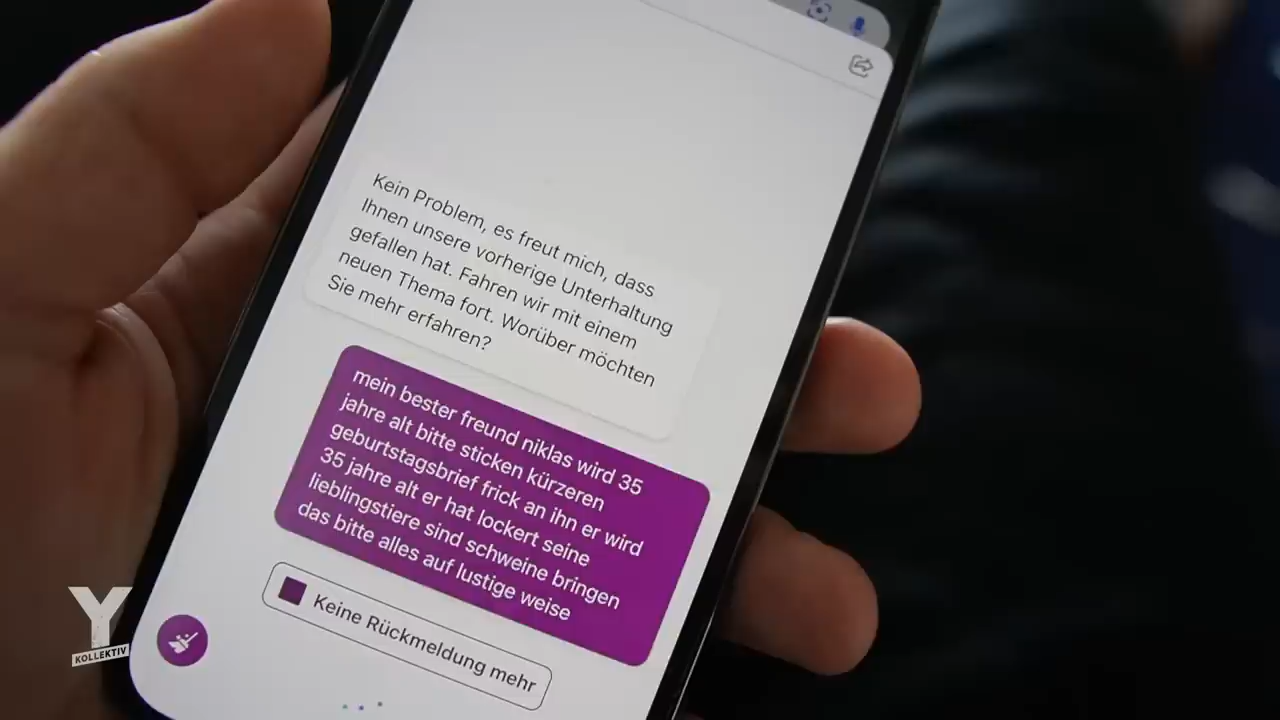 Kein Problem, es freut mich, dass
Ihnen unsere vorherige Unterhaltung
gefallen hat. Fahren wir mit einem
neuen Thema fort. Worüber möchten
Sie mehr erfahren?
mein bester freund niklas wird 35
jahre alt bitte sticken kürzeren
geburtstagsbrief frick an ihn er wird
35 jahre alt er hat lockert seine
lieblingstiere sind schweine bringen
das bitte alles auf lustige weise
Keine Rückmeldung mehr
Y
KOLLEKTIV